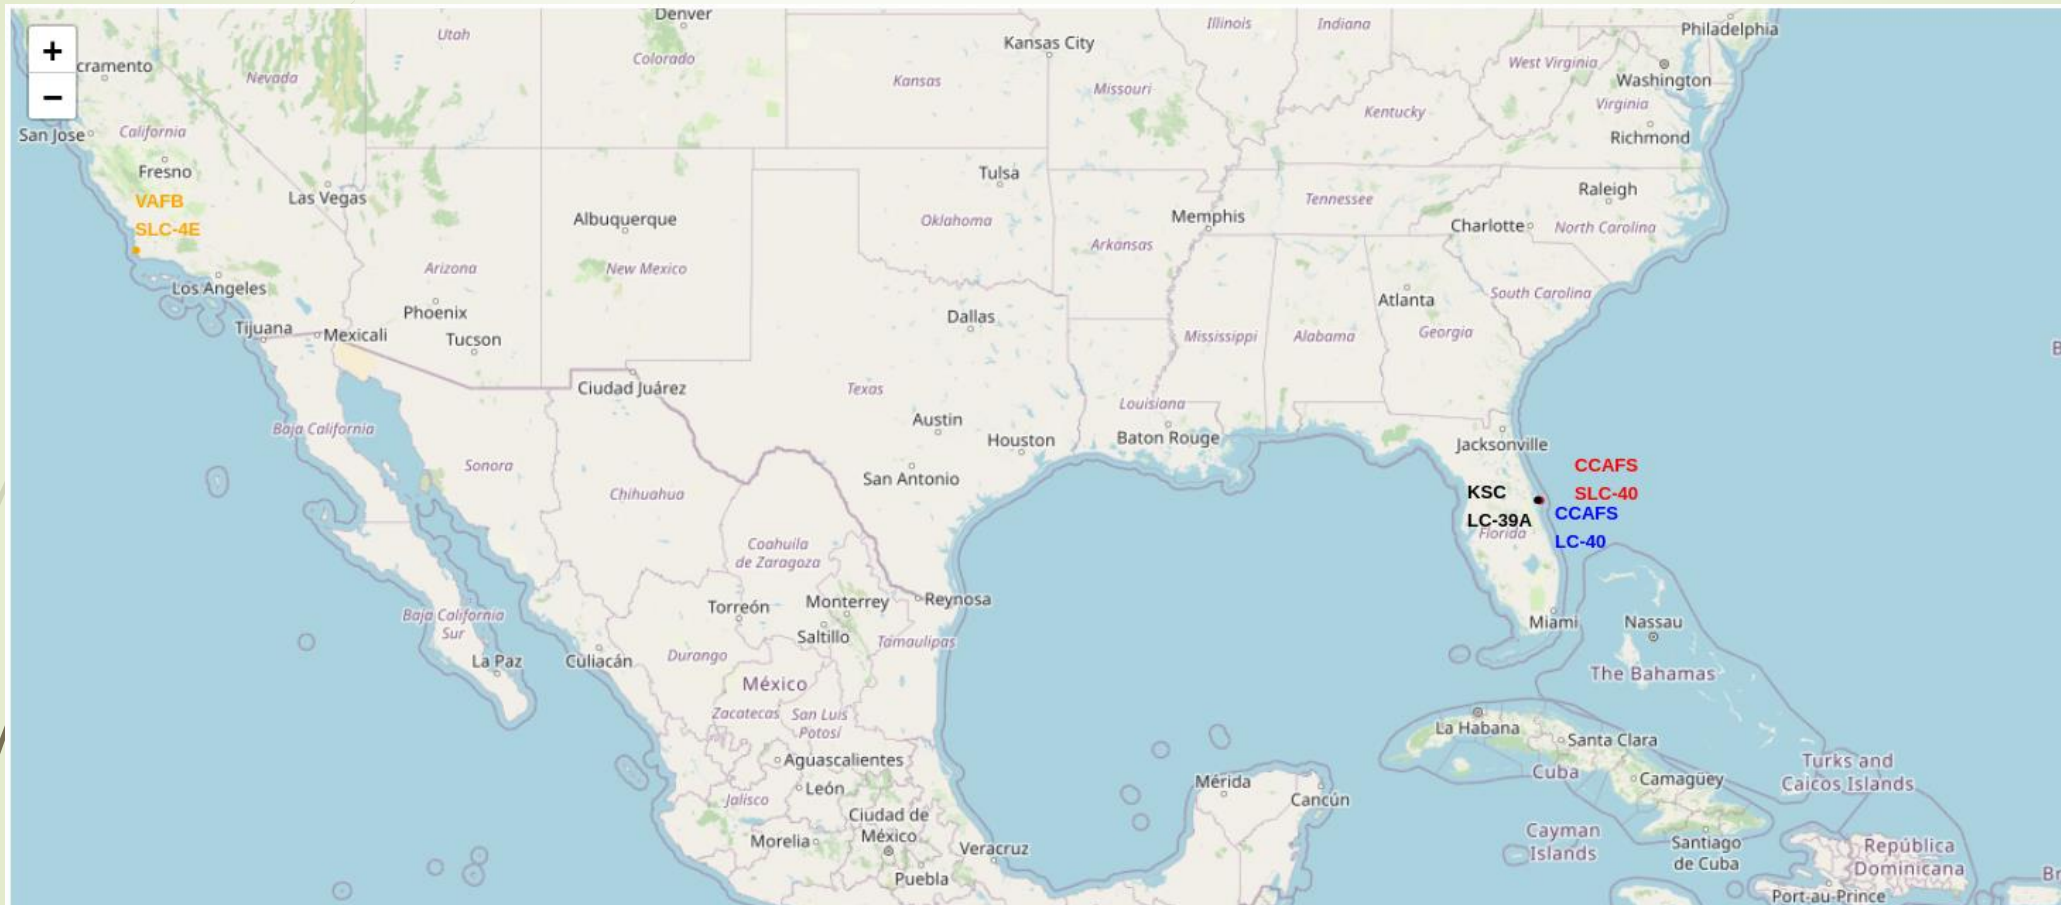 +
−
Denver
Philadelphia
Illinois
Indiana
Utah
Kansas City
Colorado
cramento
Nevada
Kansas
Missouri
West Virginia
Washington
Virginia
Kentucky
San Jose
California
Richmond
Fresno
Tulsa
Las Vegas
Raleigh
VAFB
SLC-4E
Albuquerque
Oklahoma
Memphis
Tennessee
Charlotte
North Carolina
Arkansas
Arizona
New Mexico
Los Angeles
Phoenix
Atlanta
South Carolina
Dallas
Tijuana
Mexicali
Tucson
Mississippi
Alabama
Georgia
B
Ciudad Juárez
Texas
Louisiana
Austin
Baja California
Houston
Baton Rouge
Jacksonville
Sonora
San Antonio
Chihuahua
CCAFS
SLC-40
KSC
LC-39A
CCAFS
LC-40
Florida
Coahuila
de Zaragoza
Reynosa
Torreón
Monterrey
Baja California
Sur
Saltillo
Tamaulipas
Miami
Nassau
La Paz
Culiacán
Durango
The Bahamas
México
Zacatecas
San Luis
Potosí
La Habana
Santa Clara
Aguascalientes
Cuba
Camagüey
Turks and
Caicos Islands
León
Jalisco
Mérida
Cancún
Ciudad de
México
Morelia
Veracruz
Cayman
Islands
Santiago
de Cuba
República
Dominicana
Puebla
Port-au-Prince
Br